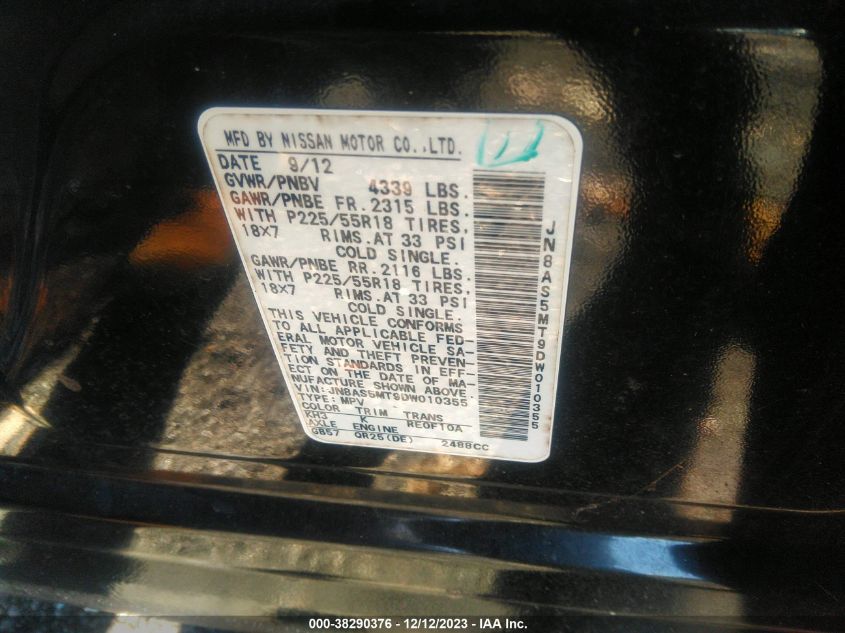 MFD BY NISSAN MOTOR CO.,LTD.
DATE 9/12
GVWR/PNBV 4339 LBS.
GAWR/PNBE FR. 2315 LBS.
WITH P225/55R18 TIRES,
18X7 RIMS.AT 33 PSI
COLD SINGLE.
GAWR/PNBE RR. 2116 LBS.
WITH P225/55R18 TIRES,
18X7 RIMS.AT 33 PSI
COLD SINGLE.
THIS VEHICLE CONFORMS
TO ALL APPLICABLE FED-
ERAL MOTOR VEHICLE SA-
FETY AND THEFT PREVEN-
TION STANDARDS IN EFF-
ECT ON THE DATE OF MA-
NUFACTURE SHOWN ABOVE.
VIN:JN8AS5MT9DW010355
TYPE: MPV
COLOR TRIM TRANS
KH3 K RE0F10A
AXLE ENGINE
GB57 QR25(DE) 2488CC
JN8AS5MT9DW010355
000-38290376 - 12/12/2023 - IAA Inc.